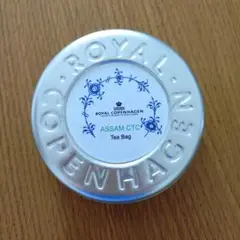 ROYAL
COPENHAGEN
ROYAL COPENHAGEN
ASSAM CTC
Tea Bag